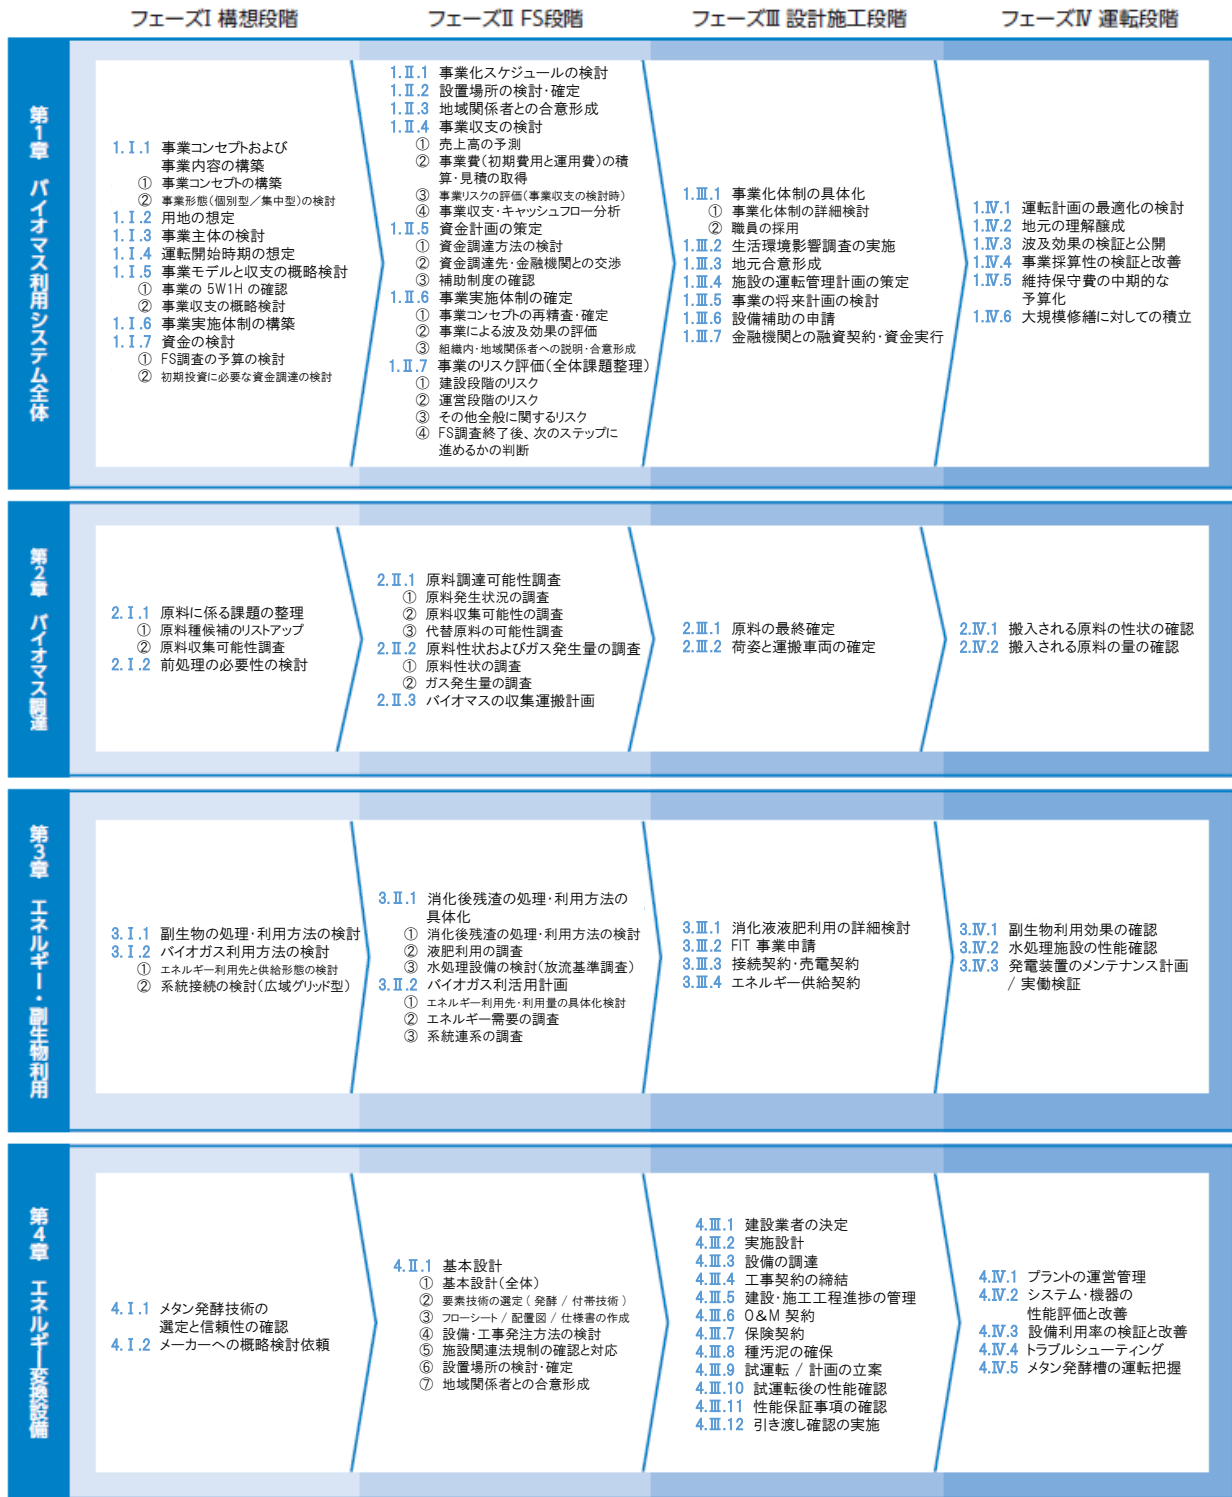 フェーズⅠ 構想段階
フェーズⅡ FS段階
フェーズⅢ 設計施工段階
フェーズⅣ 運転段階
第1章 バイオマス利用システム全体
1.Ⅰ.1 事業コンセプトおよび
事業内容の構築
① 事業コンセプトの構築
② 事業形態(個別型／集中型)の検討
1.Ⅰ.2 用地の想定
1.Ⅰ.3 事業主体の検討
1.Ⅰ.4 運転開始時期の想定
1.Ⅰ.5 事業モデルと収支の概略検討
① 事業の 5W1H の確認
② 事業収支の概略検討
1.Ⅰ.6 事業実施体制の構築
1.Ⅰ.7 資金の検討
① FS調査の予算の検討
② 初期投資に必要な資金調達の検討
1.Ⅱ.1 事業化スケジュールの検討
1.Ⅱ.2 設置場所の検討・確定
1.Ⅱ.3 地域関係者との合意形成
1.Ⅱ.4 事業収支の検討
① 売上高の予測
② 事業費(初期費用と運用費)の積
算・見積の取得
③ 事業リスクの評価(事業収支の検討時)
④ 事業収支・キャッシュフロー分析
1.Ⅱ.5 資金計画の策定
① 資金調達方法の検討
② 資金調達先・金融機関との交渉
③ 補助制度の確認
1.Ⅱ.6 事業実施体制の確定
① 事業コンセプトの再精査・確定
② 事業による波及効果の評価
③ 組織内・地域関係者への説明・合意形成
1.Ⅱ.7 事業のリスク評価(全体課題整理)
① 建設段階のリスク
② 運営段階のリスク
③ その他全般に関するリスク
④ FS調査終了後、次のステップに
進めるかの判断
1.Ⅲ.1 事業化体制の具体化
① 事業化体制の詳細検討
② 職員の採用
1.Ⅲ.2 生活環境影響調査の実施
1.Ⅲ.3 地元合意形成
1.Ⅲ.4 施設の運転管理計画の策定
1.Ⅲ.5 事業の将来計画の検討
1.Ⅲ.6 設備補助の申請
1.Ⅲ.7 金融機関との融資契約・資金実行
1.Ⅳ.1 運転計画の最適化の検討
1.Ⅳ.2 地元の理解醸成
1.Ⅳ.3 波及効果の検証と公開
1.Ⅳ.4 事業採算性の検証と改善
1.Ⅳ.5 維持保守費の中期的な
予算化
1.Ⅳ.6 大規模修繕に対しての積立
第2章 バイオマス調達
2.Ⅰ.1 原料に係る課題の整理
① 原料種候補のリストアップ
② 原料収集可能性調査
2.Ⅰ.2 前処理の必要性の検討
2.Ⅱ.1 原料調達可能性調査
① 原料発生状況の調査
② 原料収集可能性の調査
③ 代替原料の可能性調査
2.Ⅱ.2 原料性状およびガス発生量の調査
① 原料性状の調査
② ガス発生量の調査
2.Ⅱ.3 バイオマスの収集運搬計画
2.Ⅲ.1 原料の最終確定
2.Ⅲ.2 荷姿と運搬車両の確定
2.Ⅳ.1 搬入される原料の性状の確認
2.Ⅳ.2 搬入される原料の量の確認
第3章 エネルギー・副生物利用
3.Ⅰ.1 副生物の処理・利用方法の検討
3.Ⅰ.2 バイオガス利用方法の検討
① エネルギー利用先と供給形態の検討
② 系統接続の検討(広域グリッド型)
3.Ⅱ.1 消化後残渣の処理・利用方法の
具体化
① 消化後残渣の処理・利用方法の検討
② 液肥利用の調査
③ 水処理設備の検討(放流基準調査)
3.Ⅱ.2 バイオガス利活用計画
① エネルギー利用先・利用量の具体化検討
② エネルギー需要の調査
③ 系統連系の調査
3.Ⅲ.1 消化液液肥利用の詳細検討
3.Ⅲ.2 FIT 事業申請
3.Ⅲ.3 接続契約・売電契約
3.Ⅲ.4 エネルギー供給契約
3.Ⅳ.1 副生物利用効果の確認
3.Ⅳ.2 水処理施設の性能確認
3.Ⅳ.3 発電装置のメンテナンス計画
/ 実働検証
第4章 エネルギー変換設備
4.Ⅰ.1 メタン発酵技術の
選定と信頼性の確認
4.Ⅰ.2 メーカーへの概略検討依頼
4.Ⅱ.1 基本設計
① 基本設計(全体)
② 要素技術の選定 ( 発酵 / 付帯技術 )
③ フローシート / 配置図 / 仕様書の作成
④ 設備・工事発注方法の検討
⑤ 施設関連法規制の確認と対応
⑥ 設置場所の検討・確定
⑦ 地域関係者との合意形成
4.Ⅲ.1 建設業者の決定
4.Ⅲ.2 実施設計
4.Ⅲ.3 設備の調達
4.Ⅲ.4 工事契約の締結
4.Ⅲ.5 建設・施工工程進捗の管理
4.Ⅲ.6 O&M 契約
4.Ⅲ.7 保険契約
4.Ⅲ.8 種汚泥の確保
4.Ⅲ.9 試運転 / 計画の立案
4.Ⅲ.10 試運転後の性能確認
4.Ⅲ.11 性能保証事項の確認
4.Ⅲ.12 引き渡し確認の実施
4.Ⅳ.1 プラントの運営管理
4.Ⅳ.2 システム・機器の
性能評価と改善
4.Ⅳ.3 設備利用率の検証と改善
4.Ⅳ.4 トラブルシューティング
4.Ⅳ.5 メタン発酵槽の運転把握